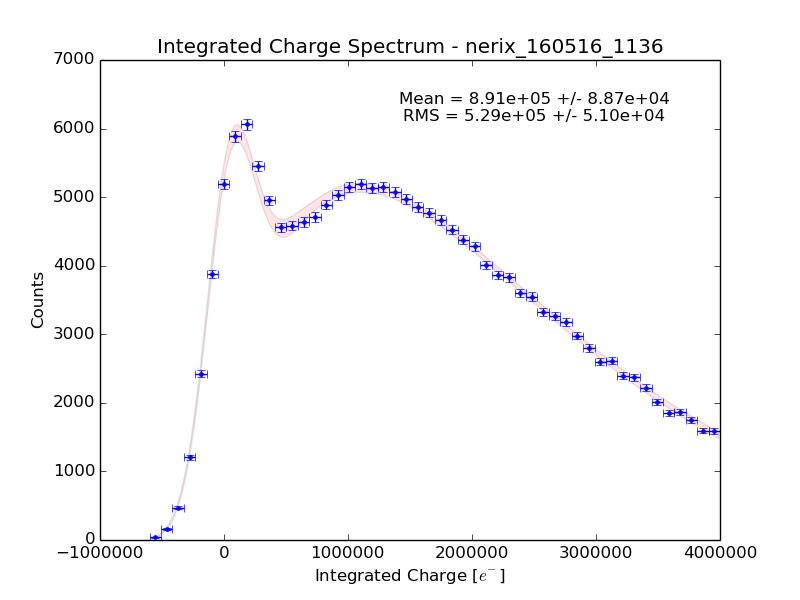 Integrated Charge Spectrum - nerix_160516_1136
7000
Mean = 8.91e+05 +/- 8.87e+04
RMS = 5.29e+05 +/- 5.10e+04
6000
5000
4000
Counts
3000
2000
1000
0
−1000000 0 1000000 2000000 3000000 4000000
Integrated Charge [e⁻]